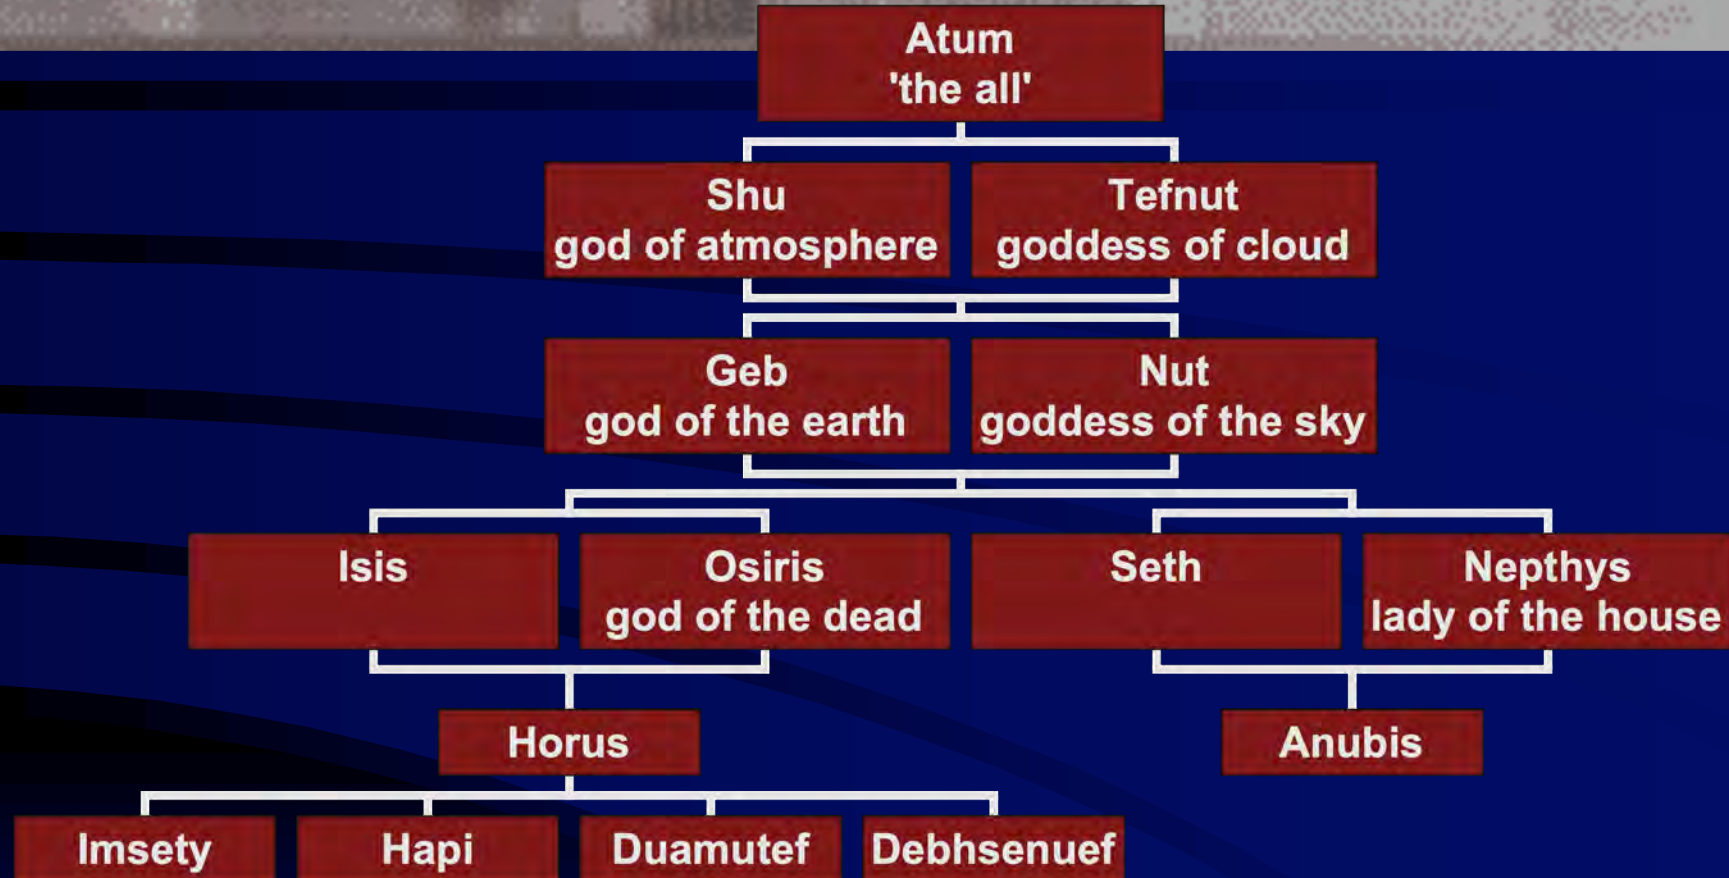 Atum
'the all'
Shu
god of atmosphere
Tefnut
goddess of cloud
Geb
god of the earth
Nut
goddess of the sky
Isis
Osiris
god of the dead
Seth
Nepthys
lady of the house
Horus
Anubis
Imsety
Hapi
Duamutef
Debhsenuef